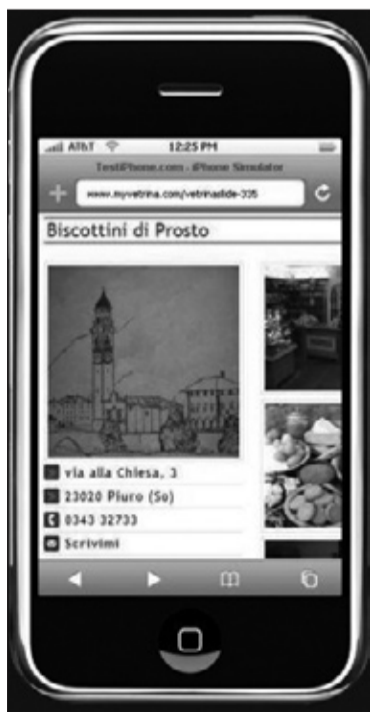 AT&T 12:25 PM
TestiPhone.com - iPhone Simulator
www.myvetrina.com/vetrinaslide-335
Biscottini di Prosto
via alla Chiesa, 3
23020 Piuro (So)
0343 32733
Scrivimi